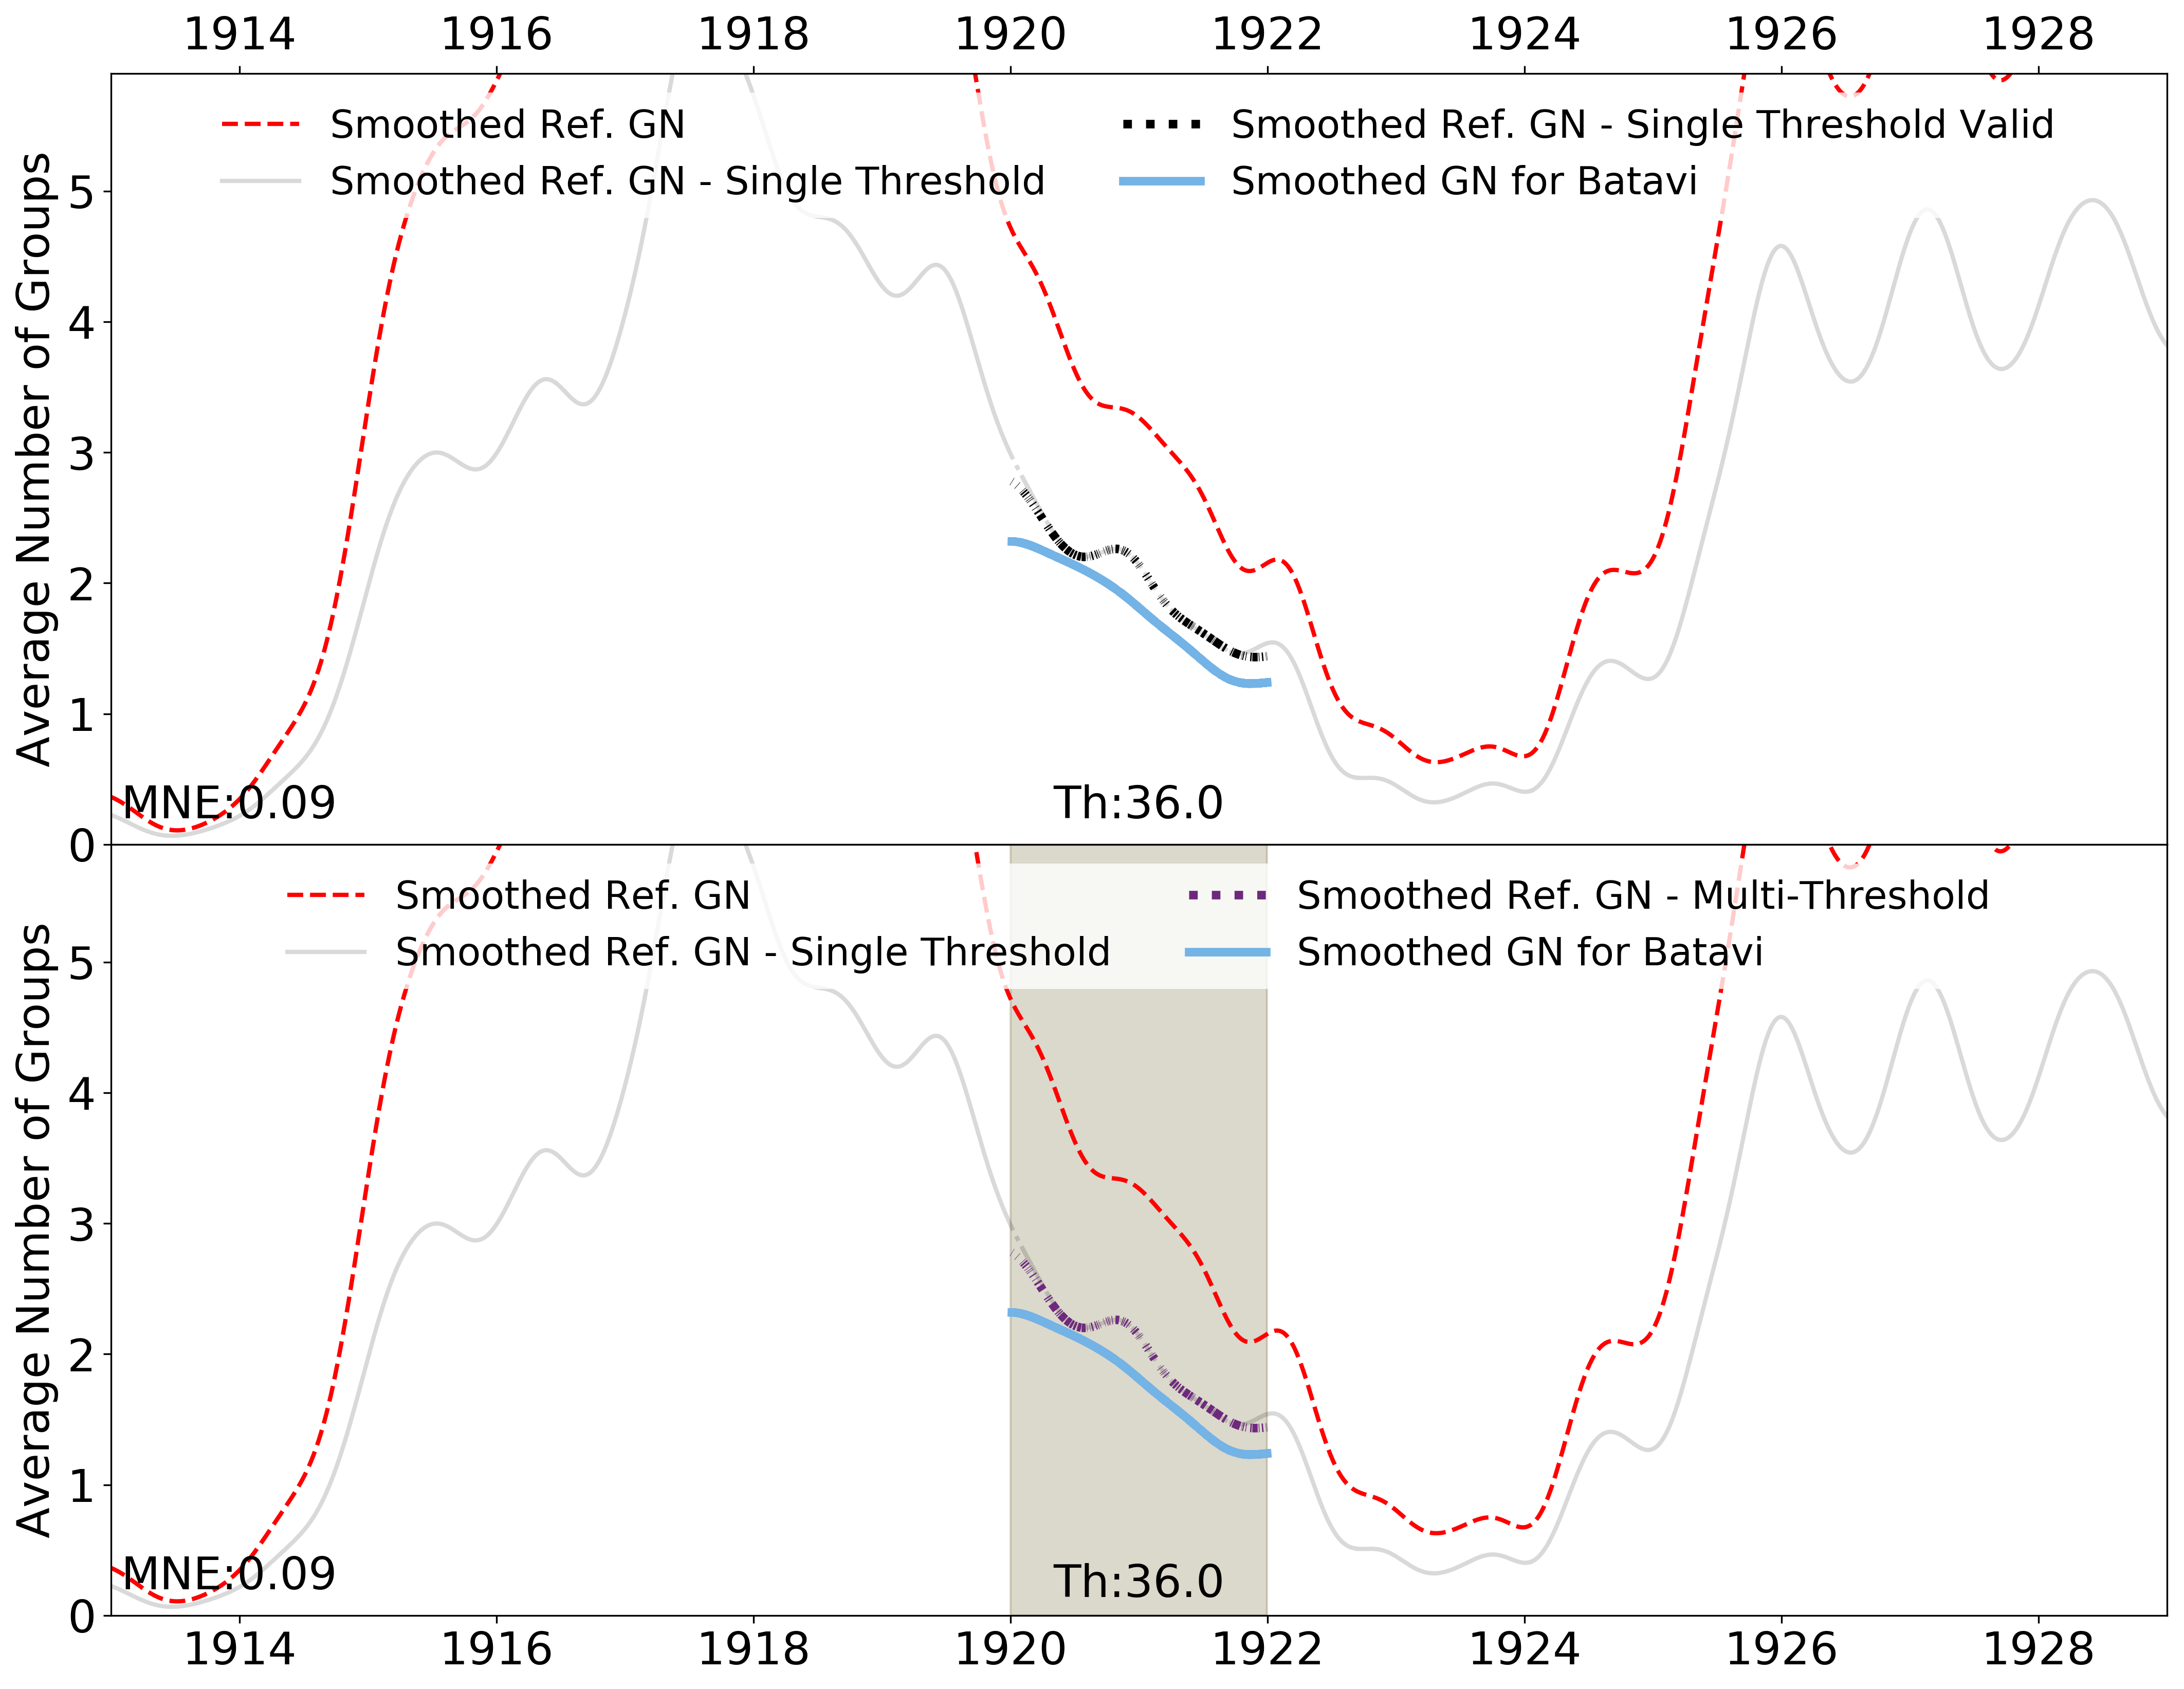 1914 1916 1918 1920 1922 1924 1926 1928
Smoothed Ref. GN
Smoothed Ref. GN - Single Threshold
Smoothed Ref. GN - Single Threshold Valid
Smoothed GN for Batavi
Average Number of Groups
5
4
3
2
1
0
MNE:0.09
Th:36.0
Smoothed Ref. GN
Smoothed Ref. GN - Single Threshold
Smoothed Ref. GN - Multi-Threshold
Smoothed GN for Batavi
Average Number of Groups
5
4
3
2
1
0
MNE:0.09
Th:36.0
1914 1916 1918 1920 1922 1924 1926 1928